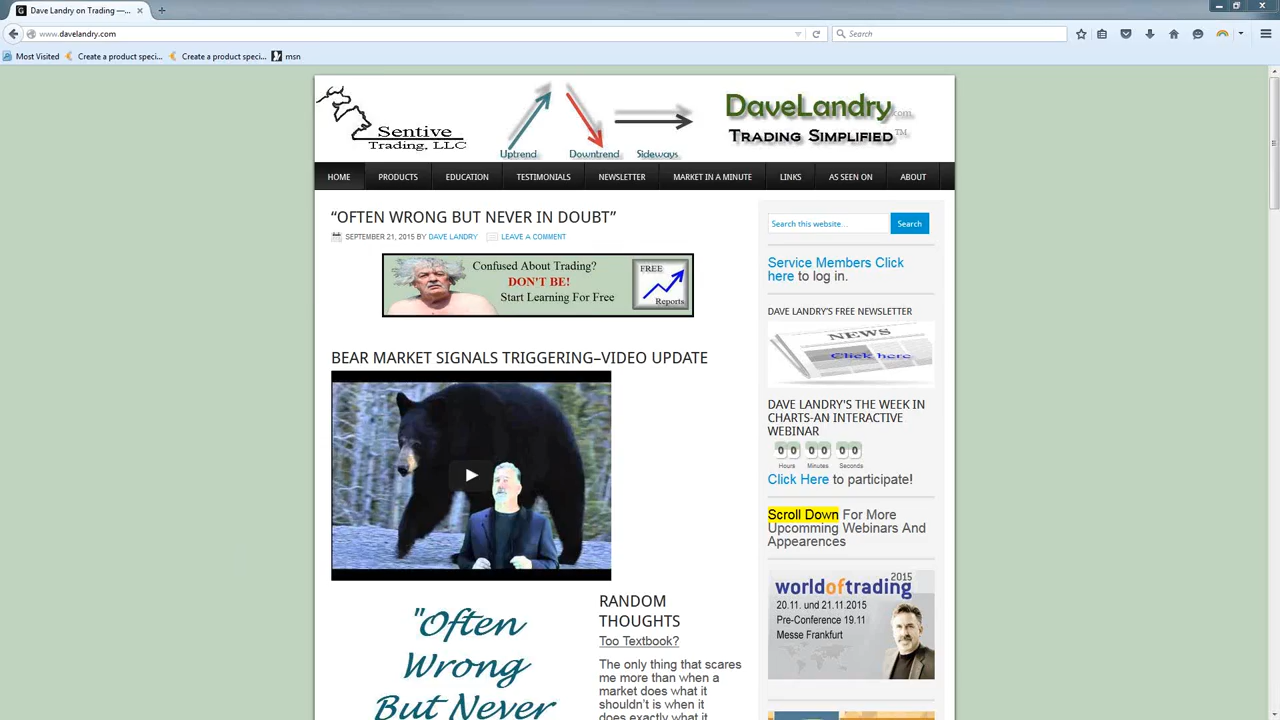 Dave Landry on Trading —...
www.davelandry.com
Search
Most Visited
Create a product speci...
Create a product speci...
msn
Sentive
Trading, LLC
Uptrend
Downtrend
Sideways
DaveLandry.com
TRADING SIMPLIFIED™
HOME
PRODUCTS
EDUCATION
TESTIMONIALS
NEWSLETTER
MARKET IN A MINUTE
LINKS
AS SEEN ON
ABOUT
“OFTEN WRONG BUT NEVER IN DOUBT”
SEPTEMBER 21, 2015 BY DAVE LANDRY
LEAVE A COMMENT
Confused About Trading?
DON'T BE!
Start Learning For Free
FREE
Reports
BEAR MARKET SIGNALS TRIGGERING–VIDEO UPDATE
"Often
Wrong
But Never
RANDOM
THOUGHTS
Too Textbook?
The only thing that scares
me more than when a
market does what it
shouldn’t is when it
does exactly what it
Search this website...
Search
Service Members Click
here to log in.
DAVE LANDRY'S FREE NEWSLETTER
NEWS
Click here
DAVE LANDRY'S THE WEEK IN
CHARTS-AN INTERACTIVE
WEBINAR
00 00 00
Hours Minutes Seconds
Click Here to participate!
Scroll Down For More
Upcomming Webinars And
Appearences
worldoftrading 2015
20.11. und 21.11.2015
Pre-Conference 19.11
Messe Frankfurt